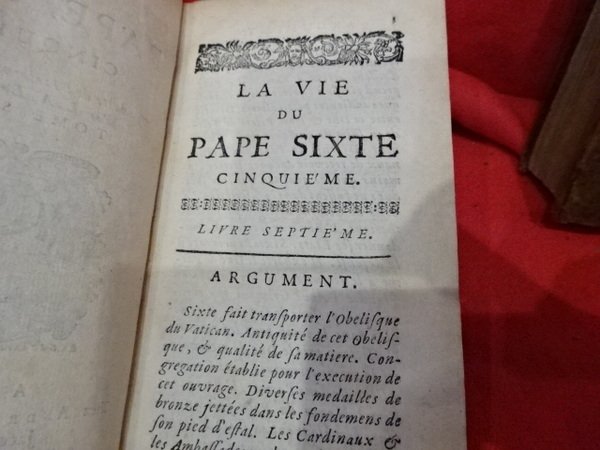 LA VIE
DU
PAPE SIXTE
CINQUIE'ME.
LIVRE SEPTIE'ME.
ARGUMENT.
Sixte fait tranſporter l'Obeliſque
du Vatican. Antiquité de cet obeliſ-
que, & qualité de ſa matiere. Con-
gregation établie pour l'execution de
cet ouvrage. Diverſes medailles de
bronze jettées dans les fondemens de
ſon pied d'eſtal. Les Cardinaux &
les Ambaſſade